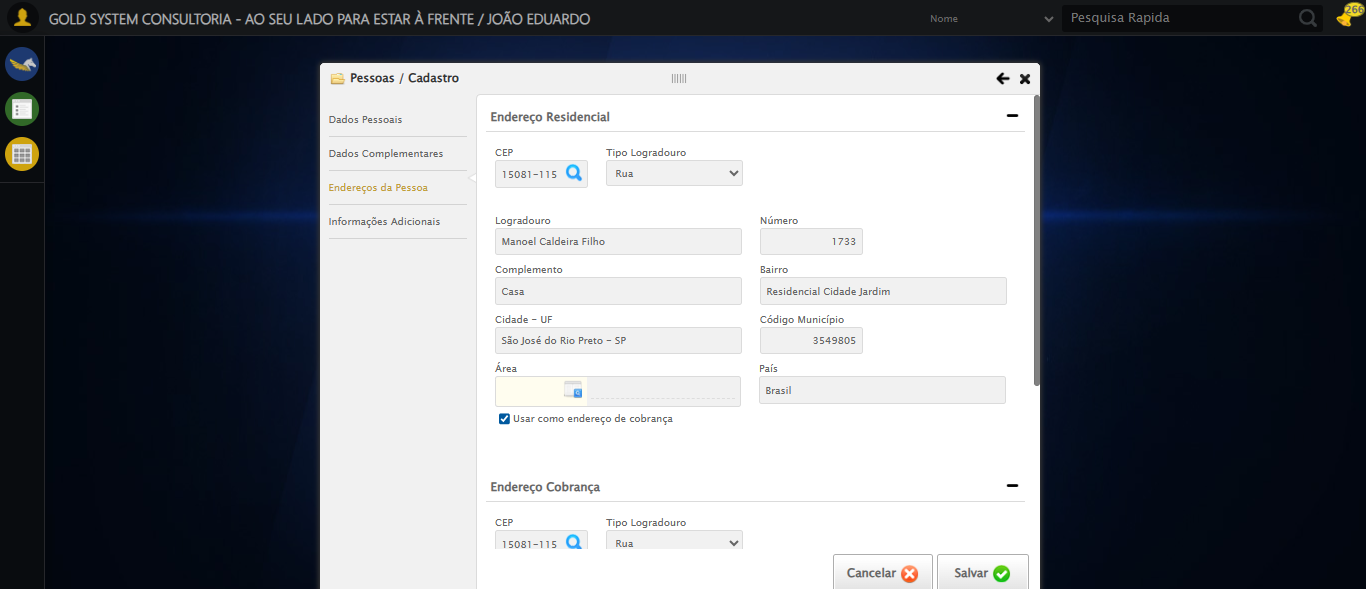 GOLD SYSTEM CONSULTORIA - AO SEU LADO PARA ESTAR À FRENTE / JOÃO EDUARDO
Nome
Pesquisa Rapida
266
Pessoas / Cadastro
Dados Pessoais
Dados Complementares
Endereços da Pessoa
Informações Adicionais
Endereço Residencial
CEP Tipo Logradouro
15081-115 Rua
Logradouro Número
Manoel Caldeira Filho 1733
Complemento Bairro
Casa Residencial Cidade Jardim
Cidade - UF Código Município
São José do Rio Preto - SP 3549805
Área País
Brasil
Usar como endereço de cobrança
Endereço Cobrança
CEP Tipo Logradouro
15081-115 Rua
Cancelar Salvar